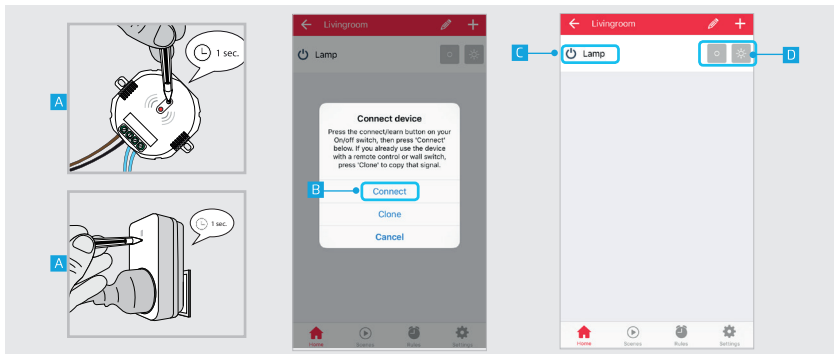 A
1 sec.
A
1 sec.
Livingroom
Lamp
Connect device
Press the connect/learn button on your
On/off switch, then press 'Connect'
below. If you already use the device
with a remote control or wall switch,
press 'Clone' to copy that signal.
B
Connect
Clone
Cancel
Home
Scenes
Rules
Settings
Livingroom
C
Lamp
D
Home
Scenes
Rules
Settings